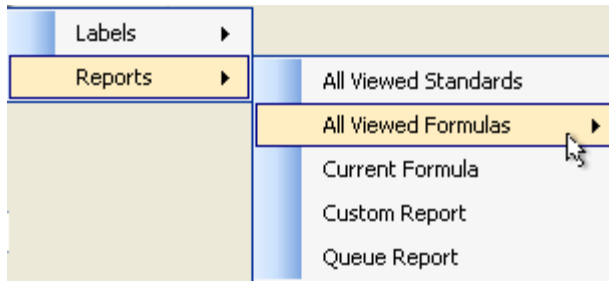 Labels
Reports
All Viewed Standards
All Viewed Formulas
Current Formula
Custom Report
Queue Report